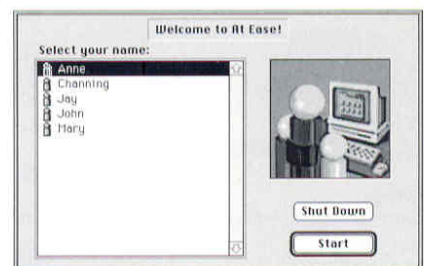 Welcome to At Ease!
Select your name:
Anne
Channing
Jay
John
Mary
Shut Down
Start